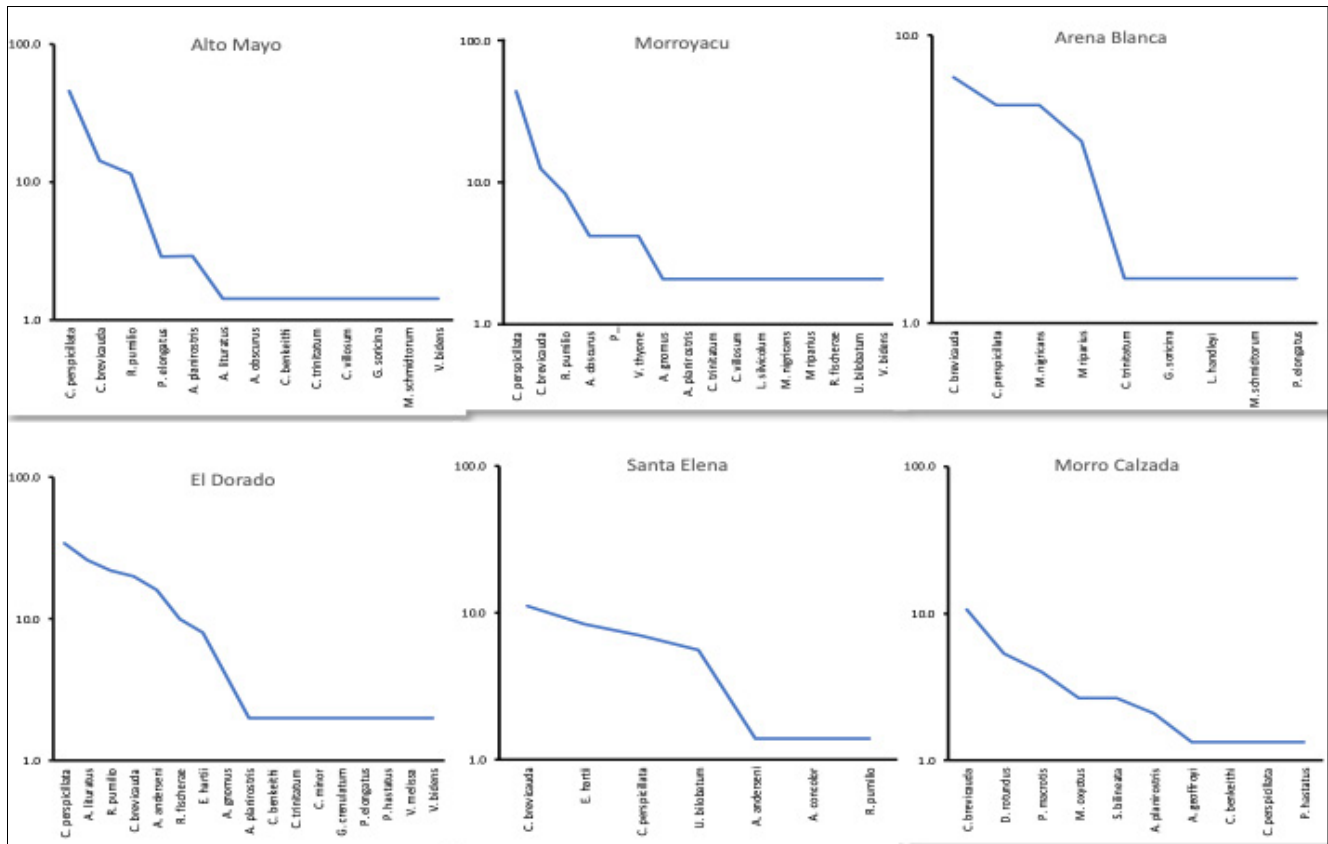 Alto Mayo
100.0
10.0
1.0
C. perspicillata
C. brevicauda
R. pumilio
P. elongatus
A. planirostris
A. lituratus
A. obscurus
C. benkeithi
C. trinitatum
C. villosum
G. soricina
M. schmidtorum
V. bidens
Morroyacu
100.0
10.0
1.0
C. perspicillata
C. brevicauda
R. pumilio
A. obscurus
P_
V. thyone
A. gnomus
A. planirostris
C. trinitatum
C. villosum
L. silvicolum
M. nigricans
M riparius
R. fischerae
U. bilobatum
V. bidens
Arena Blanca
10.0
1.0
C. brevicauda
C. perspicillata
M. nigricans
M riparius
C. trinitatum
G. soricina
L. handleyi
M. schmidtorum
P. elongatus
El Dorado
100.0
10.0
1.0
C. perspicillata
A. lituratus
R. pumilio
C. brevicauda
A. anderseni
R. fischerae
E. hartii
A. gnomus
A. planirostris
C. benkeithi
C. trinitatum
C. minor
G. crenulatum
P. elongatus
P. hastatus
V. melissa
V. bidens
Santa Elena
100.0
10.0
1.0
C. brevicauda
E. hartii
C. perspicillata
U. bilobatum
A. anderseni
A. concolor
R. pumilio
Morro Calzada
100.0
10.0
1.0
C. brevicauda
D. rotundus
P. macrotis
M. oxyotus
S. bilineata
A. planirostris
A. geoffroyi
C. benkeithi
C. perspicillata
P. hastatus